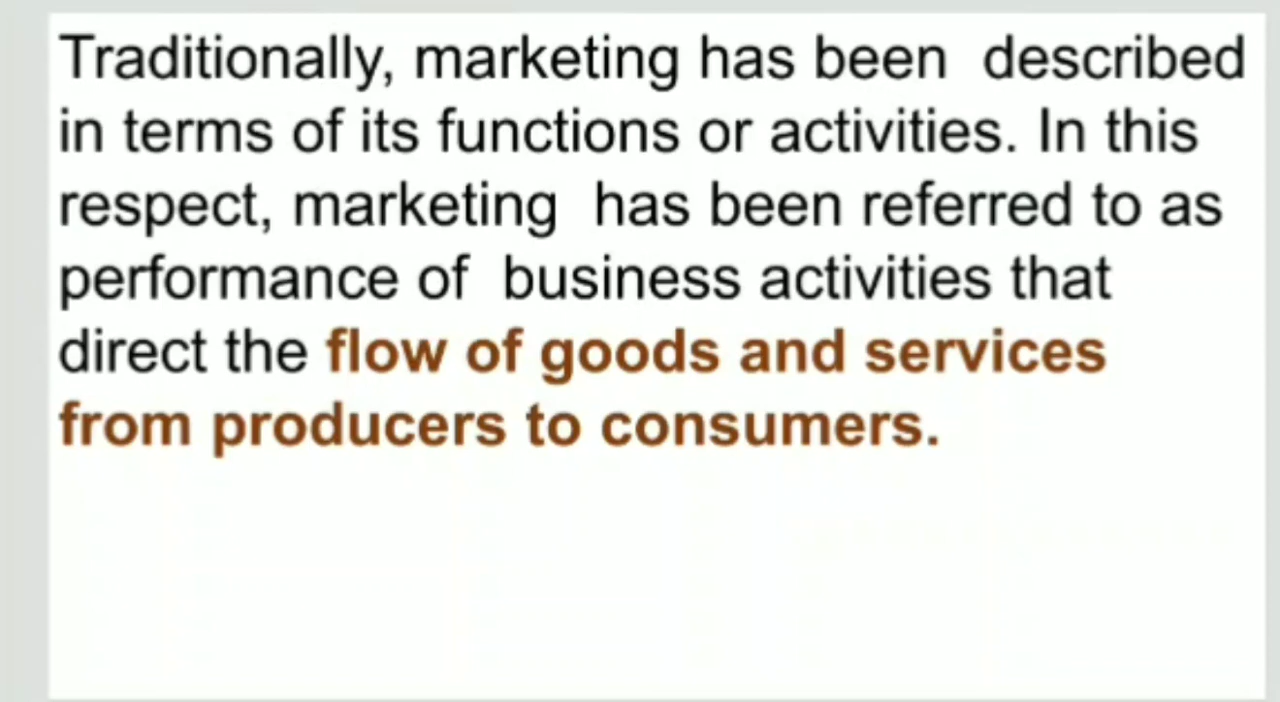 Traditionally, marketing has been described
in terms of its functions or activities. In this
respect, marketing has been referred to as
performance of business activities that
direct the flow of goods and services
from producers to consumers.